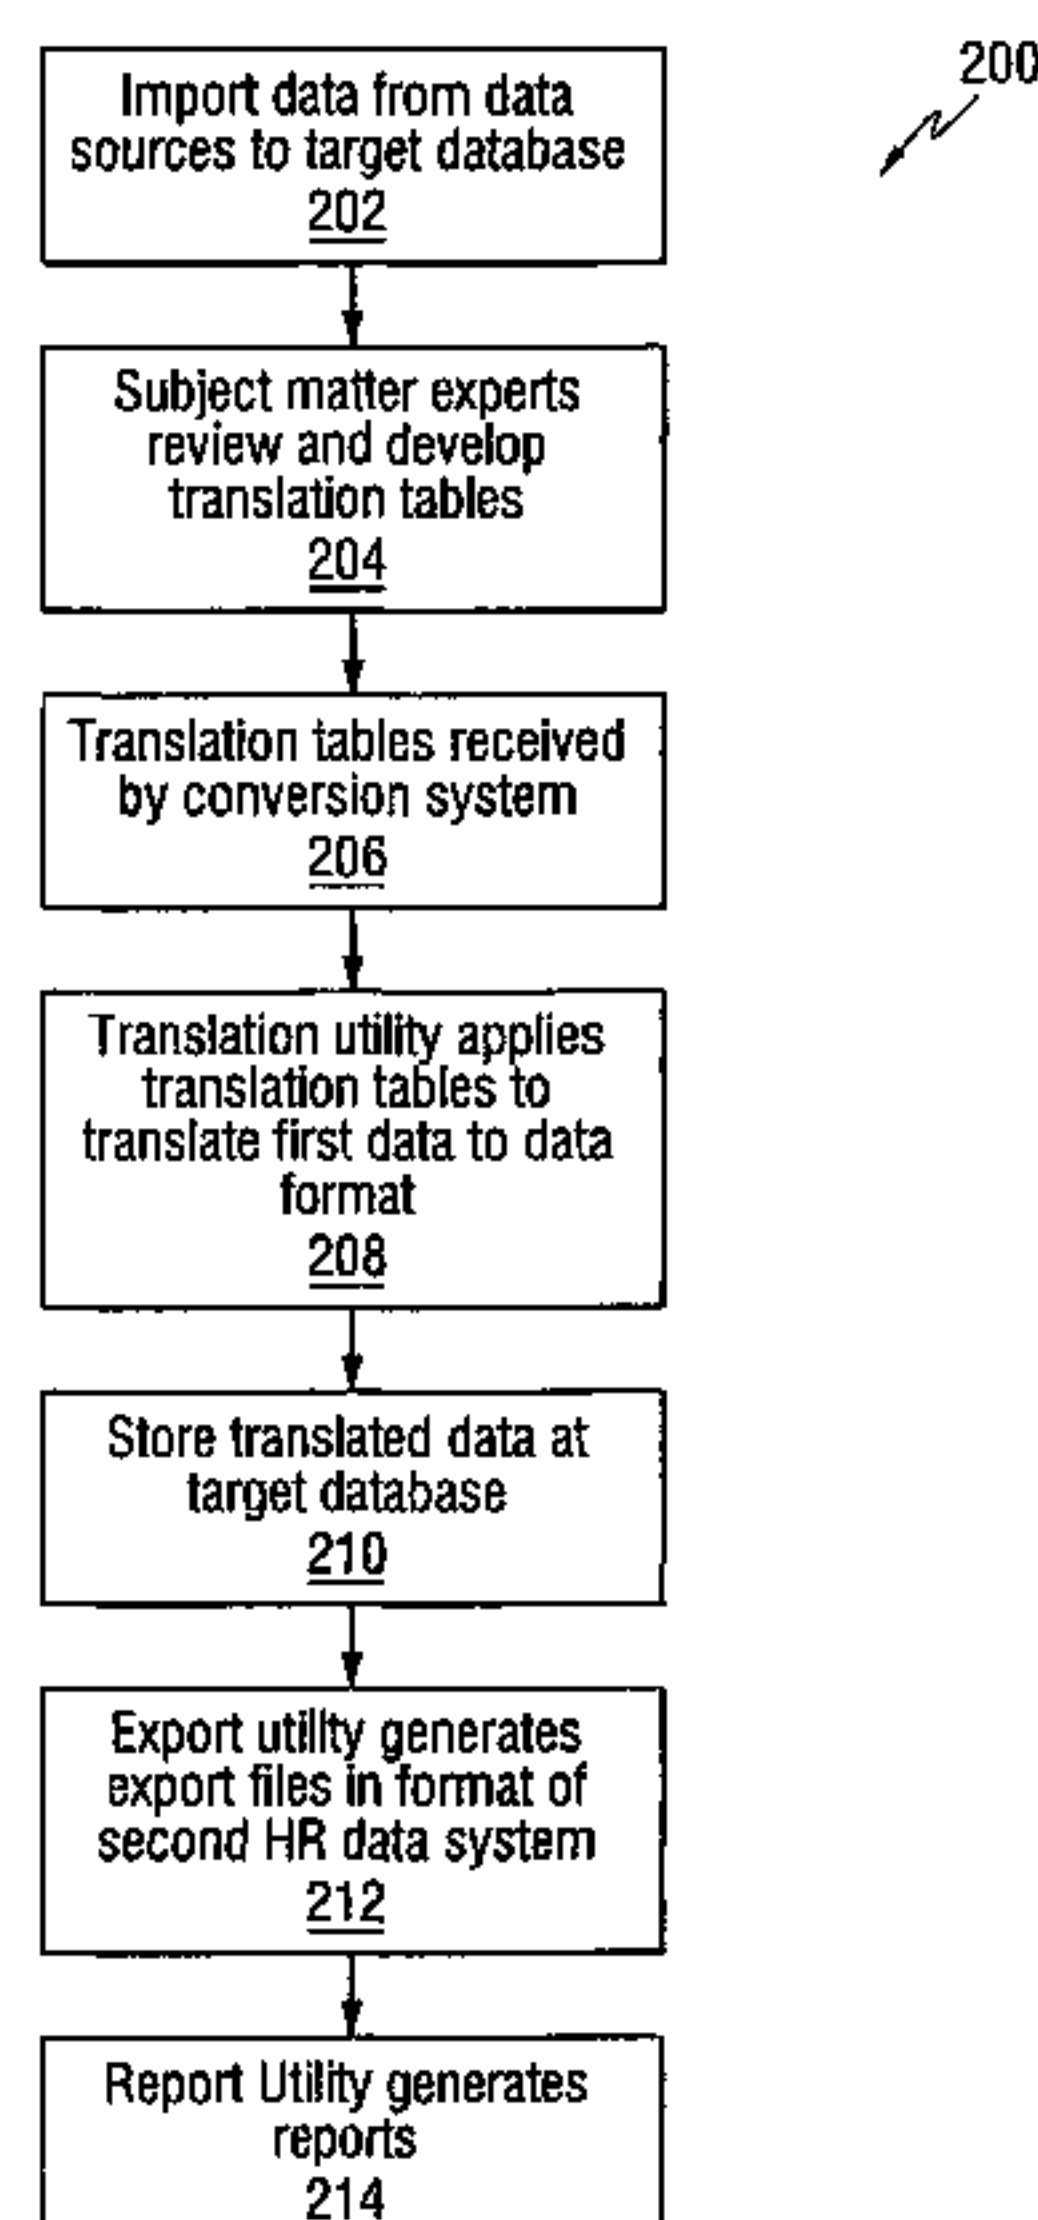 200
Import data from data
sources to target database
202
Subject matter experts
review and develop
translation tables
204
Translation tables received
by conversion system
206
Translation utility applies
translation tables to
translate first data to data
format
208
Store translated data at
target database
210
Export utility generates
export files in format of
second HR data system
212
Report Utility generates
reports
214